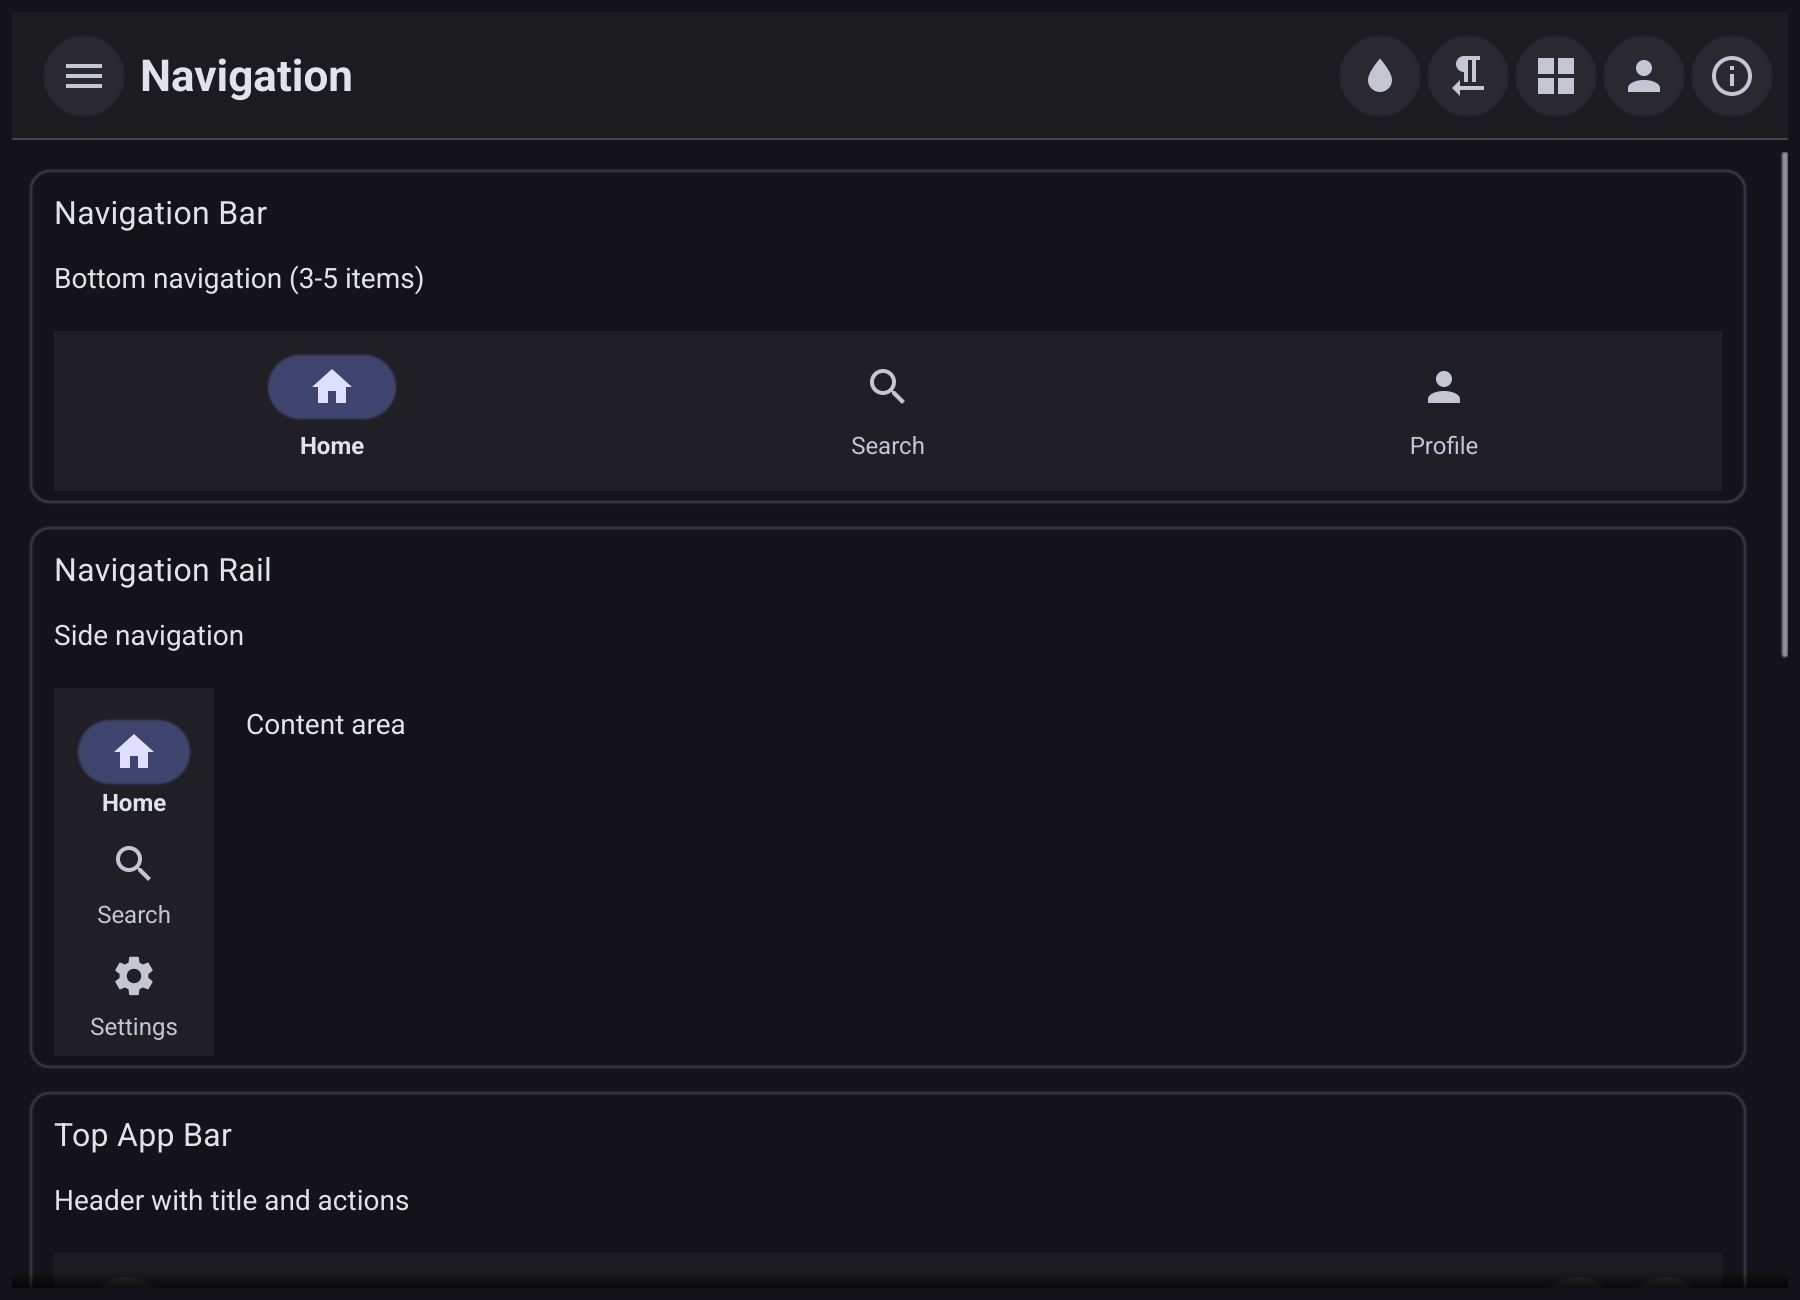 Navigation
Navigation Bar
Bottom navigation (3-5 items)
Home
Search
Profile
Navigation Rail
Side navigation
Content area
Home
Search
Settings
Top App Bar
Header with title and actions